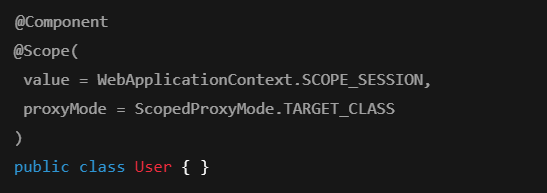 @Component
@Scope(
 value = WebApplicationContext.SCOPE_SESSION,
 proxyMode = ScopedProxyMode.TARGET_CLASS
)
public class User { }